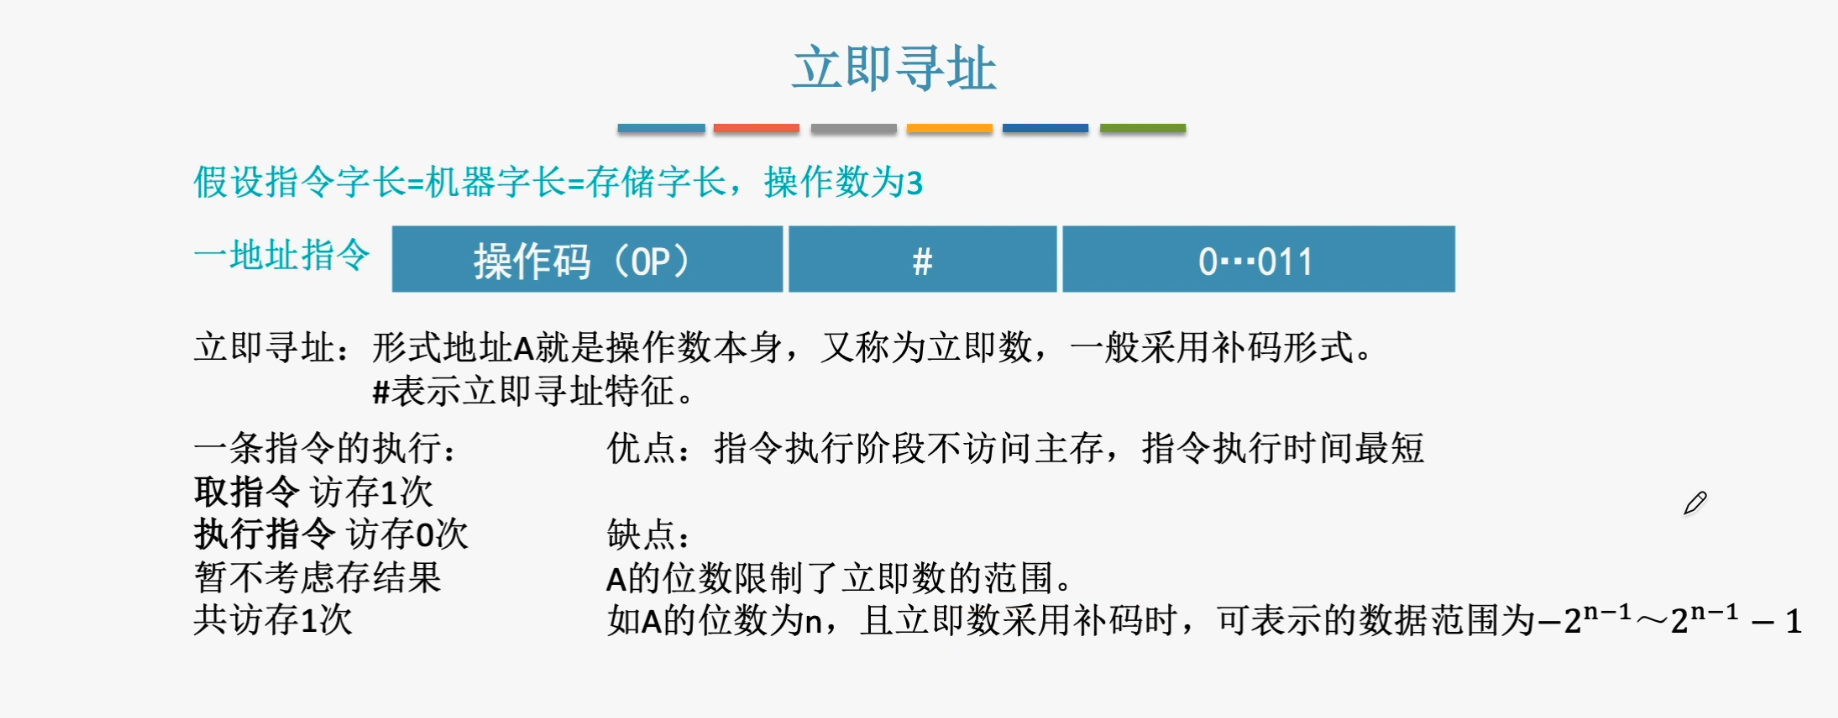 立即寻址
假设指令字长=机器字长=存储字长，操作数为3
一地址指令 操作码（OP） # 0…011
立即寻址：形式地址A就是操作数本身，又称为立即数，一般采用补码形式。
#表示立即寻址特征。
一条指令的执行：
取指令 访存1次
执行指令 访存0次
暂不考虑存结果
共访存1次
优点：指令执行阶段不访问主存，指令执行时间最短
缺点：
A的位数限制了立即数的范围。
如A的位数为n，且立即数采用补码时，可表示的数据范围为−2ⁿ⁻¹～2ⁿ⁻¹ − 1